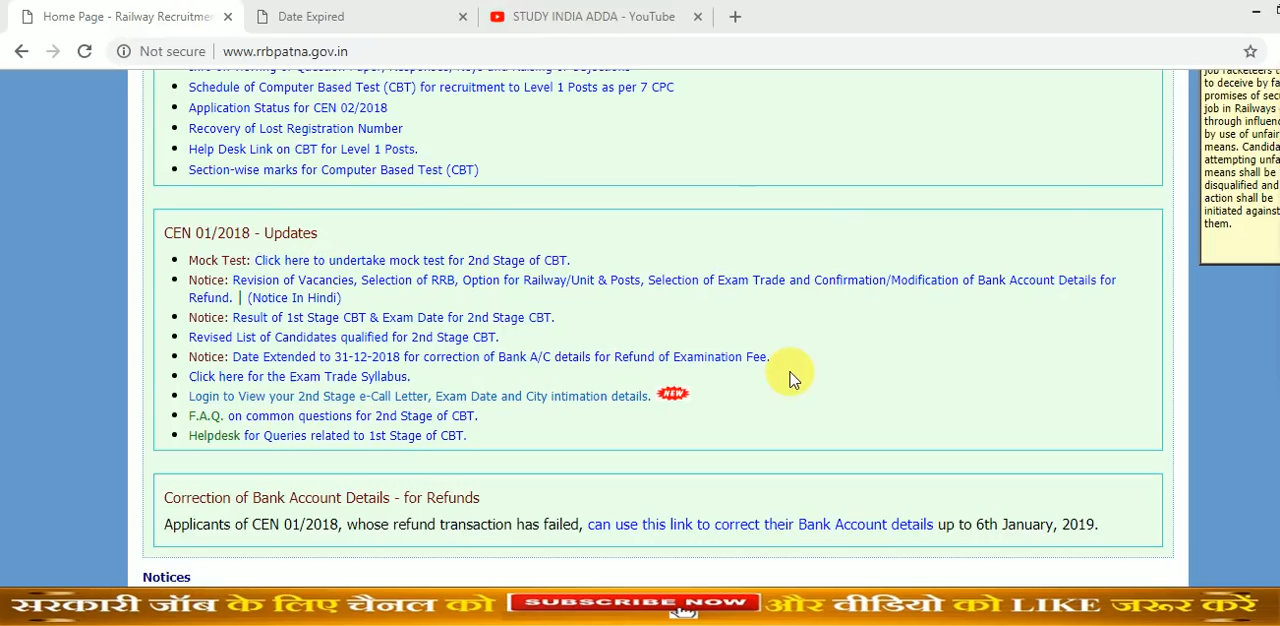 Home Page - Railway Recruitmer
Date Expired
STUDY INDIA ADDA - YouTube
Not secure
www.rrbpatna.gov.in
Schedule of Computer Based Test (CBT) for recruitment to Level 1 Posts as per 7 CPC
Application Status for CEN 02/2018
Recovery of Lost Registration Number
Help Desk Link on CBT for Level 1 Posts.
Section-wise marks for Computer Based Test (CBT)
CEN 01/2018 - Updates
Mock Test: Click here to undertake mock test for 2nd Stage of CBT.
Notice: Revision of Vacancies, Selection of RRB, Option for Railway/Unit & Posts, Selection of Exam Trade and Confirmation/Modification of Bank Account Details for
Refund. | (Notice In Hindi)
Notice: Result of 1st Stage CBT & Exam Date for 2nd Stage CBT.
Revised List of Candidates qualified for 2nd Stage CBT.
Notice: Date Extended to 31-12-2018 for correction of Bank A/C details for Refund of Examination Fee.
Click here for the Exam Trade Syllabus.
Login to View your 2nd Stage e-Call Letter, Exam Date and City intimation details. NEW
F.A.Q. on common questions for 2nd Stage of CBT.
Helpdesk for Queries related to 1st Stage of CBT.
Correction of Bank Account Details - for Refunds
Applicants of CEN 01/2018, whose refund transaction has failed, can use this link to correct their Bank Account details up to 6th January, 2019.
Notices
job racketeers t
to deceive by fa
promises of sec
job in Railways
through influenc
by use of unfair
means. Candida
attempting unfa
means shall be
disqualified and
action shall be
initiated against
them.
सरकारी जॉब के लिए चैनल को SUBSCRIBE NOW और वीडियो को LIKE जरूर करें